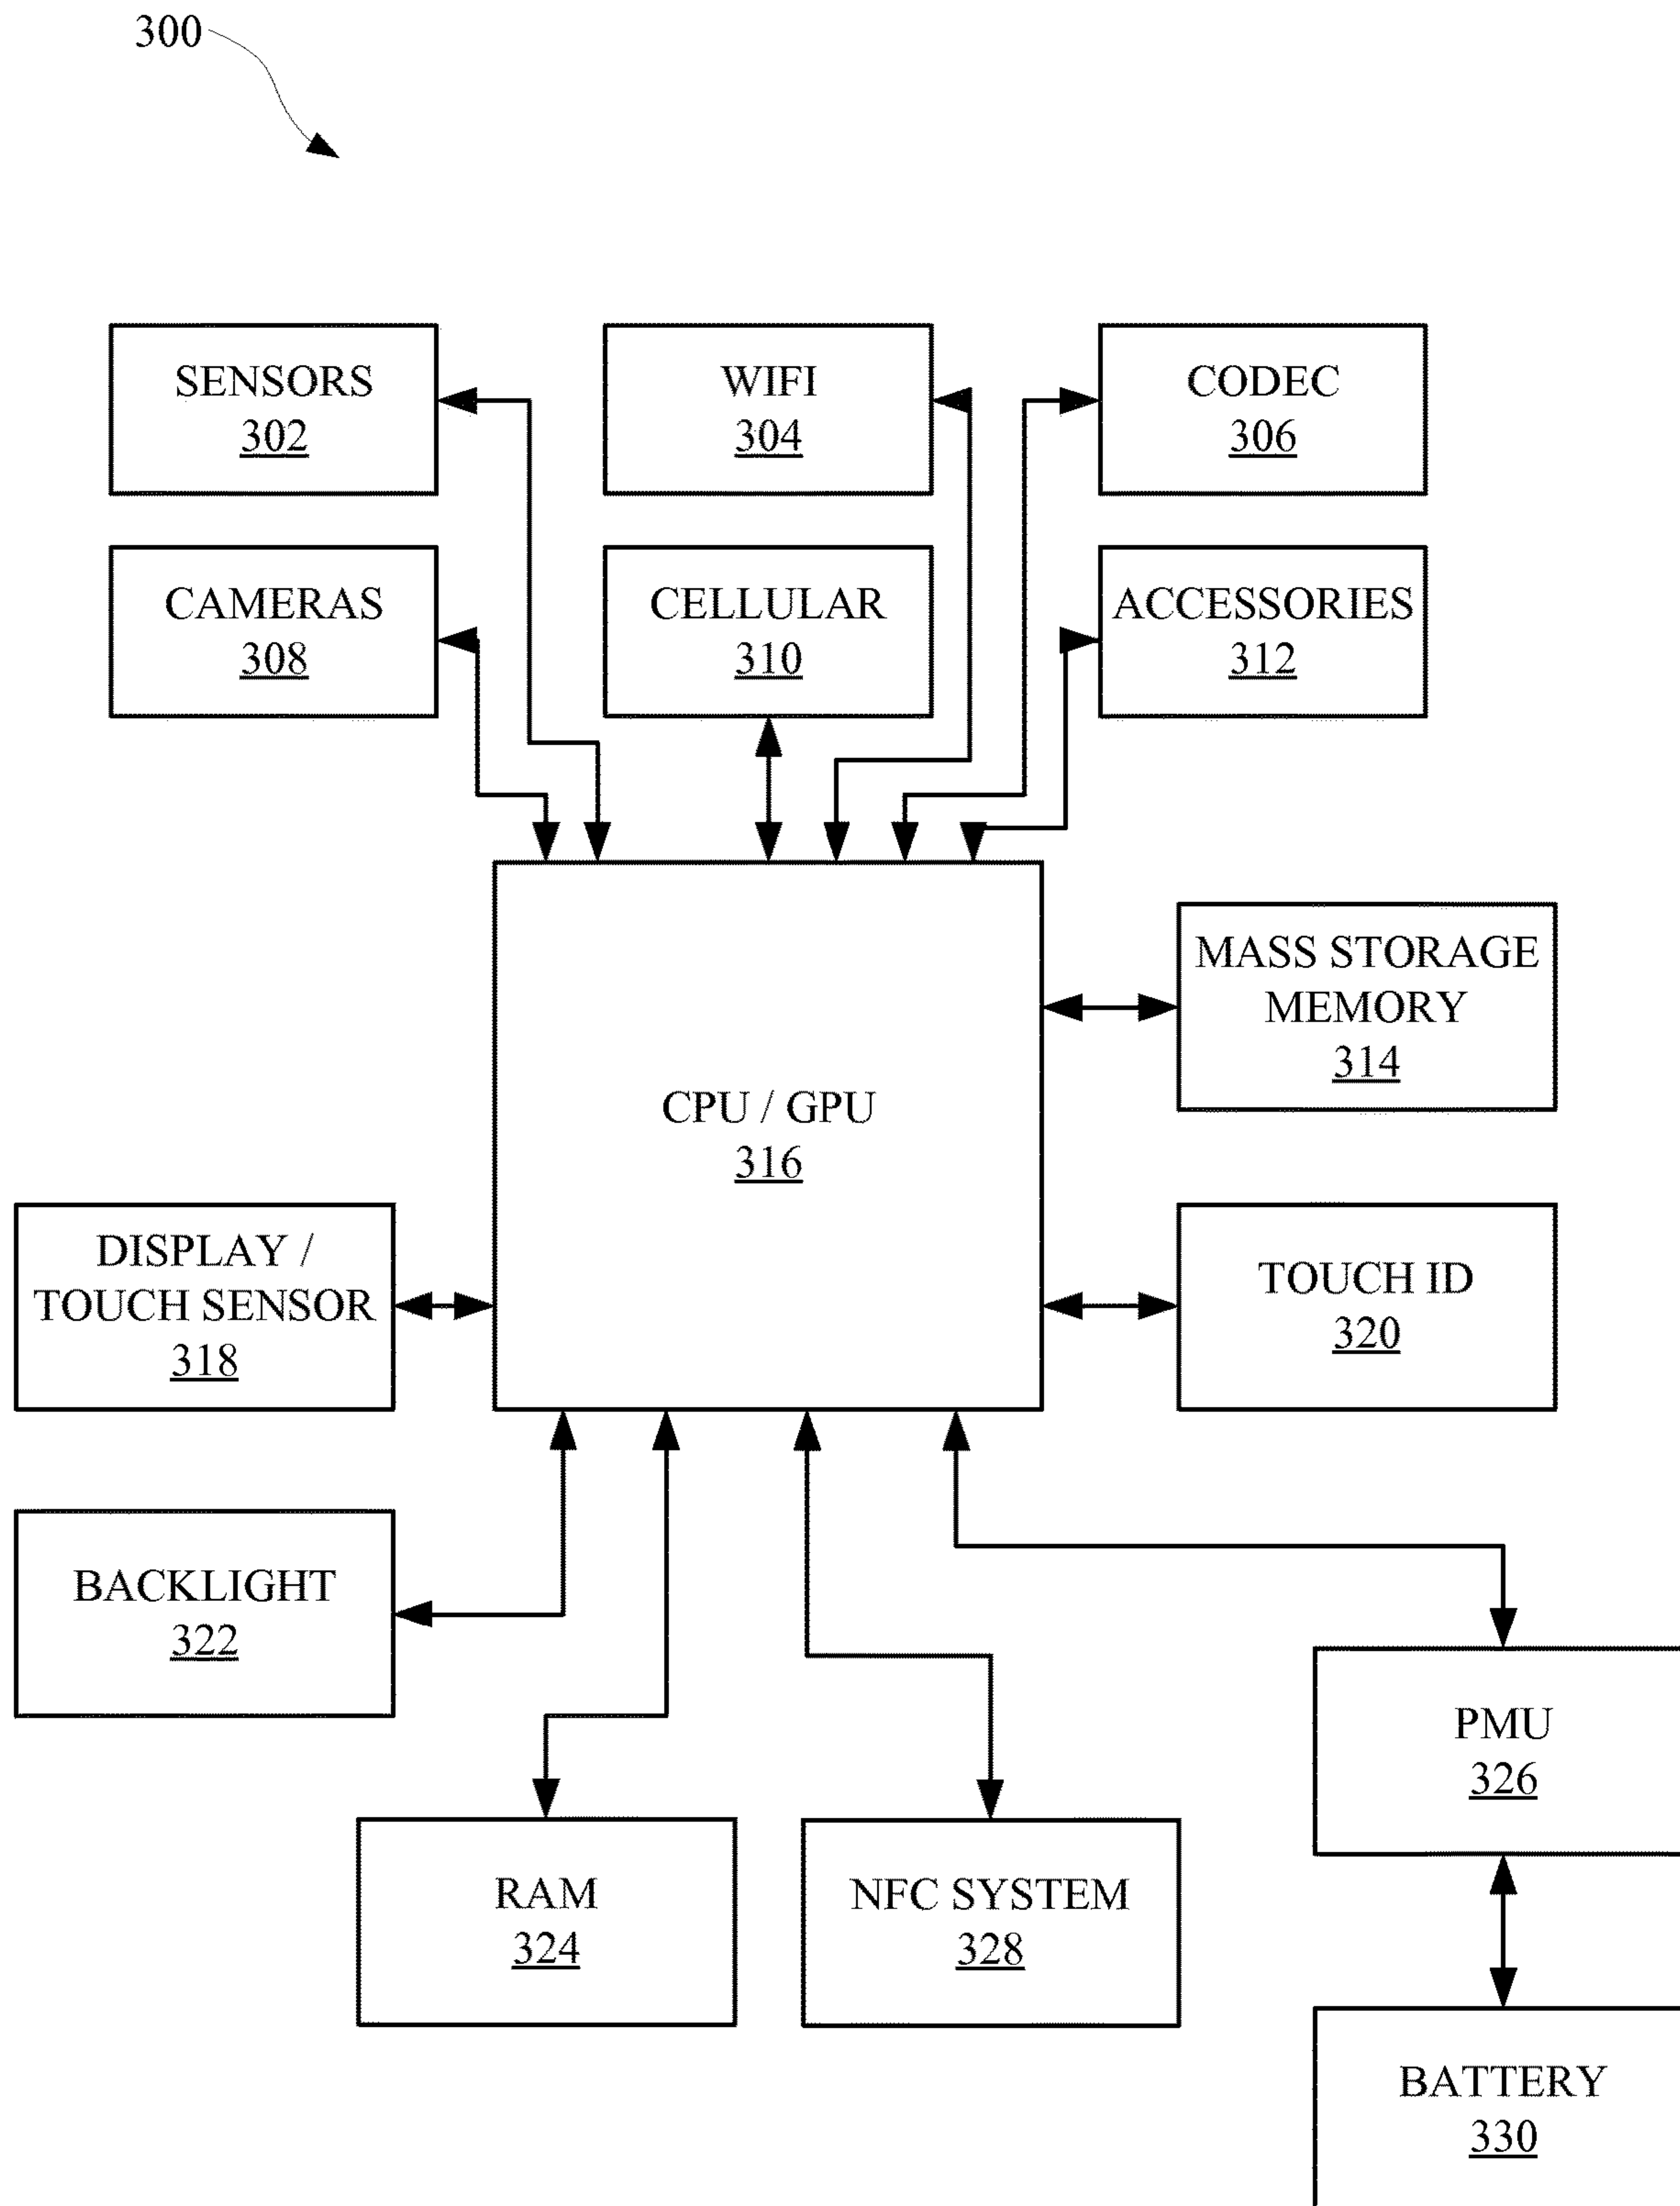 300
SENSORS
302
WIFI
304
CODEC
306
CAMERAS
308
CELLULAR
310
ACCESSORIES
312
MASS STORAGE
MEMORY
314
CPU / GPU
316
DISPLAY /
TOUCH SENSOR
318
TOUCH ID
320
BACKLIGHT
322
PMU
326
RAM
324
NFC SYSTEM
328
BATTERY
330